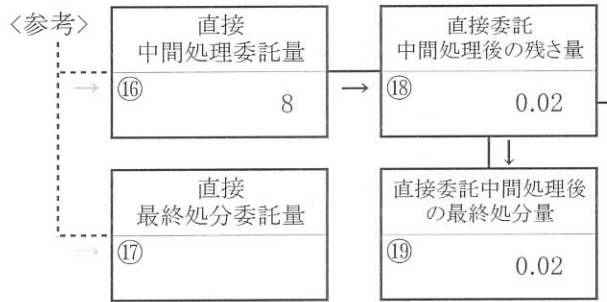 <参考>
直接
中間処理委託量
⑯
8
→
直接委託
中間処理後の残さ量
⑱
0.02
↓
直接
最終処分委託量
⑰
直接委託中間処理後
の最終処分量
⑲
0.02